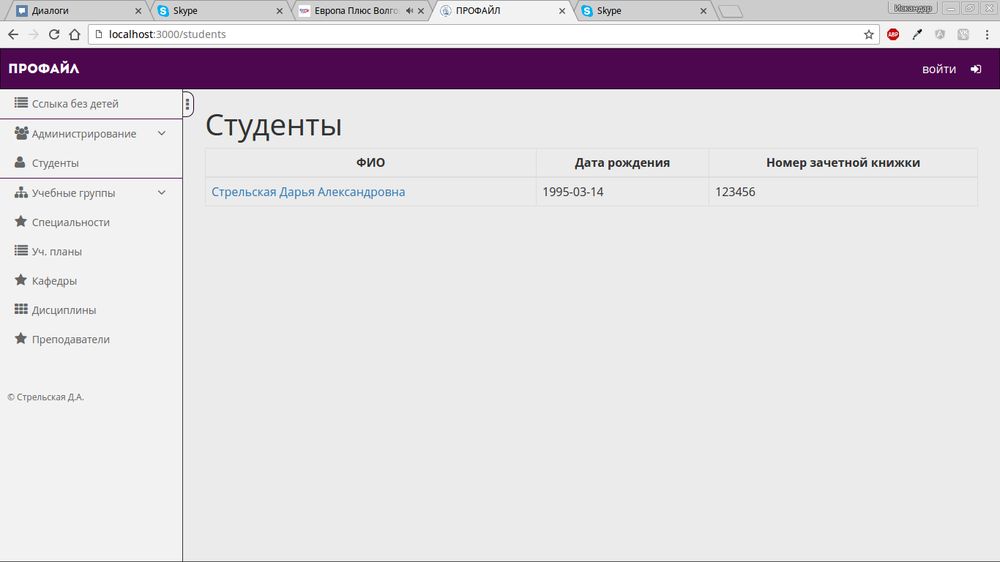 Диалоги
Skype
Европа Плюс Волго
ПРОФАЙЛ
Skype
Искандар
localhost:3000/students
ABP
ПРОФАЙЛ
войти
Сслыка без детей
Администрирование
Студенты
Учебные группы
Специальности
Уч. планы
Кафедры
Дисциплины
Преподаватели
© Стрельская Д.А.
Студенты
ФИО Дата рождения Номер зачетной книжки
Стрельская Дарья Александровна 1995-03-14 123456